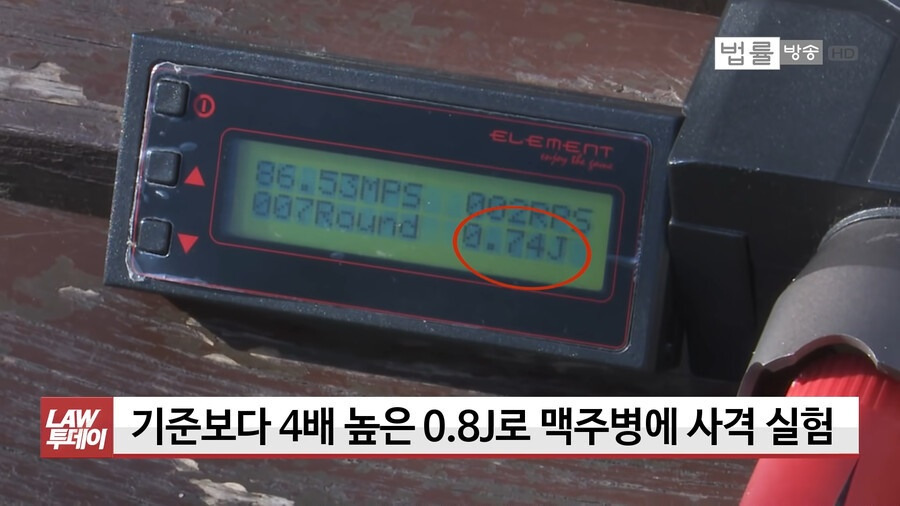 법률 방송 HD
ELEMENT
enjoy the game
86.53MPS 002RPS
007Round 0.74J
LAW
투데이
기준보다 4배 높은 0.8J로 맥주병에 사격 실험